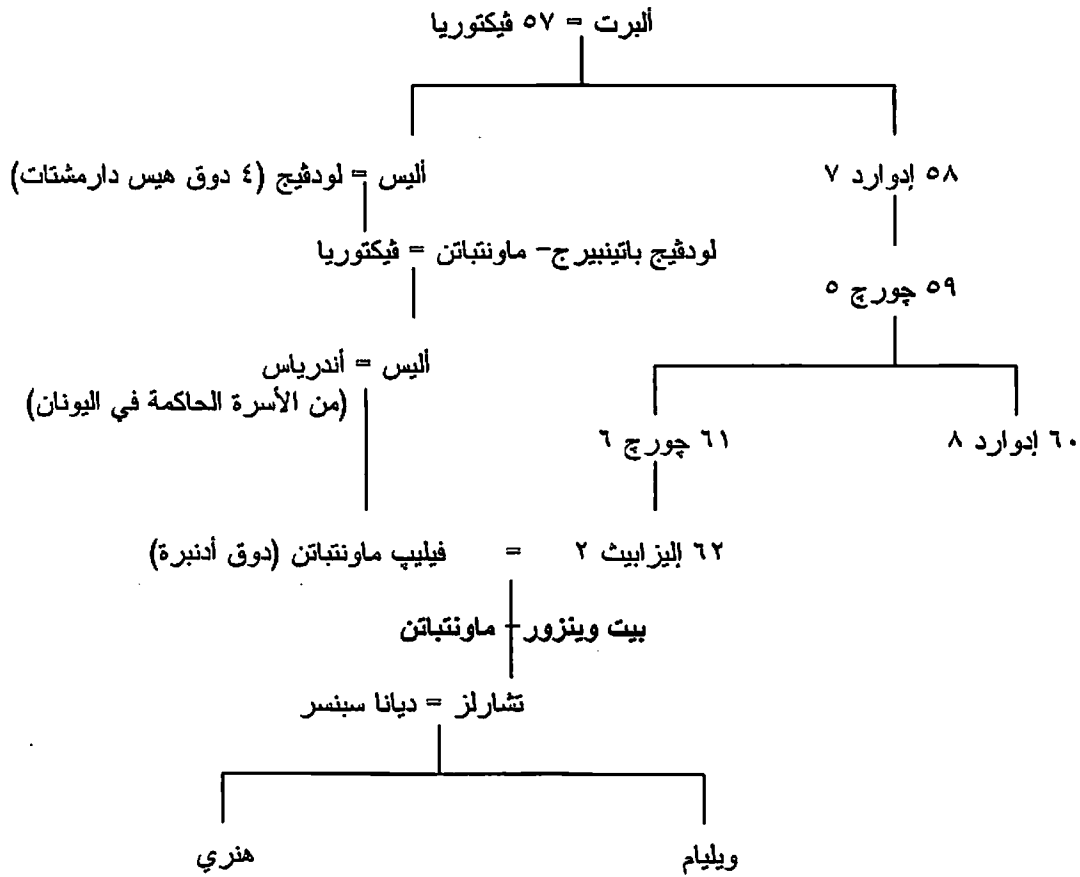 ألبرت = ٥٧ ڤيكتوريا
٥٨ إدوارد ٧
أليس = لودڤيج (٤ دوق هيس دارمشتات)
لودڤيج باتينبيرج- ماونتباتن = ڤيكتوريا
٥٩ چورچ ٥
أليس = أندرياس
(من الأسرة الحاكمة في اليونان)
٦٠ إدوارد ٨
٦١ چورچ ٦
٦٢ إليزابيث ٢ = فيليپ ماونتباتن (دوق أدنبرة)
بيت وينزور - ماونتباتن
تشارلز = ديانا سبنسر
ويليام
هنري